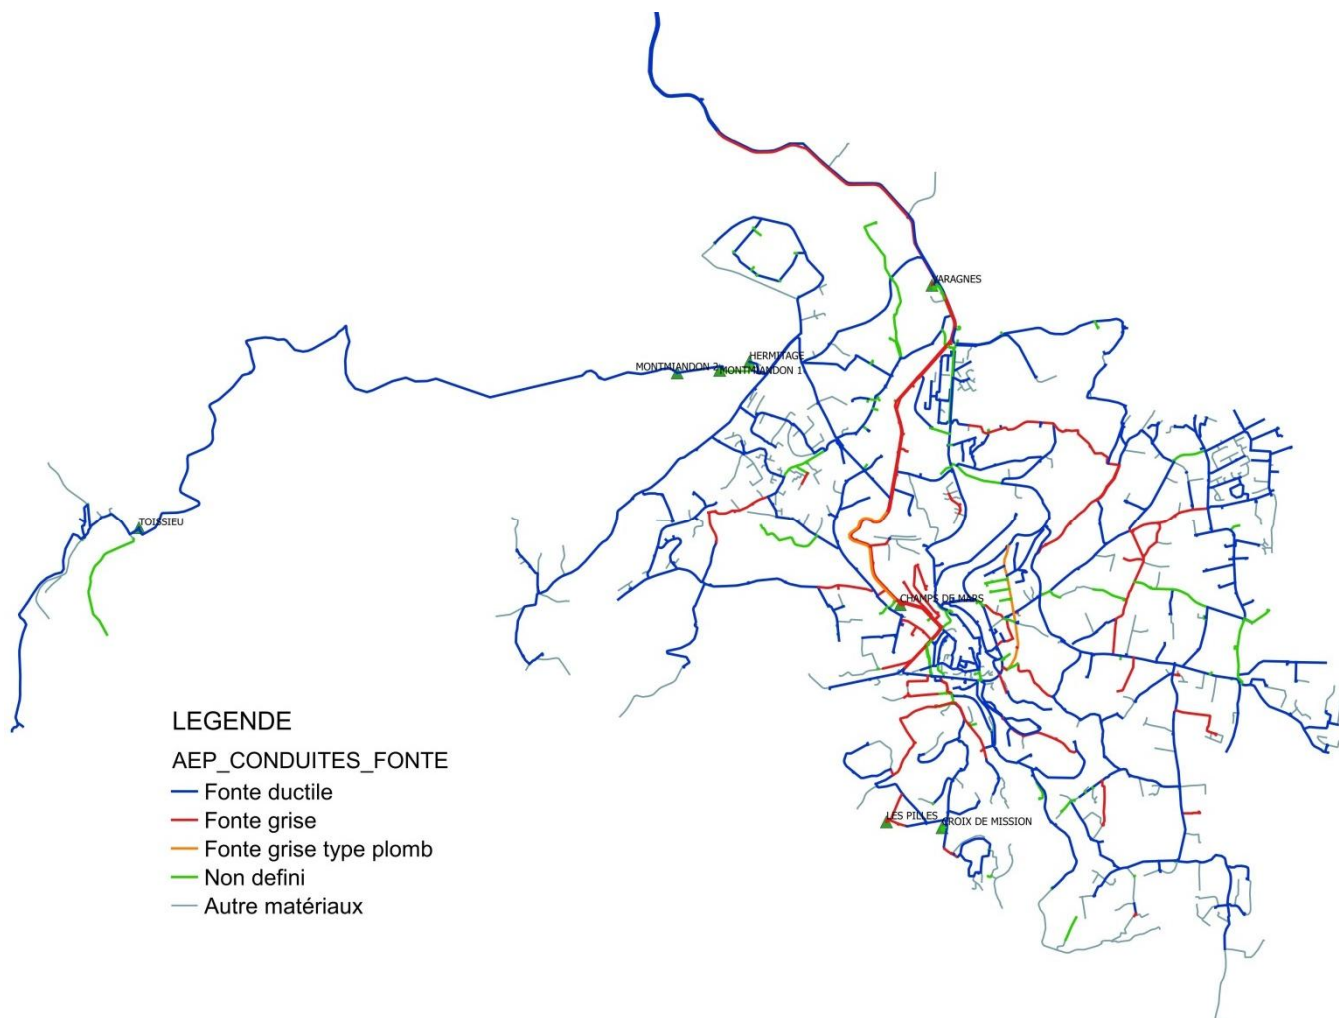 VARAGNES
HERMITAGE
MONTMIANDON 2
MONTMIANDON 1
TOISSIEU
CHAMPS DE MARS
LEGENDE
AEP_CONDUITES_FONTE
Fonte ductile
Fonte grise
Fonte grise type plomb
Non defini
Autre matériaux
LES PILLES
CROIX DE MISSION